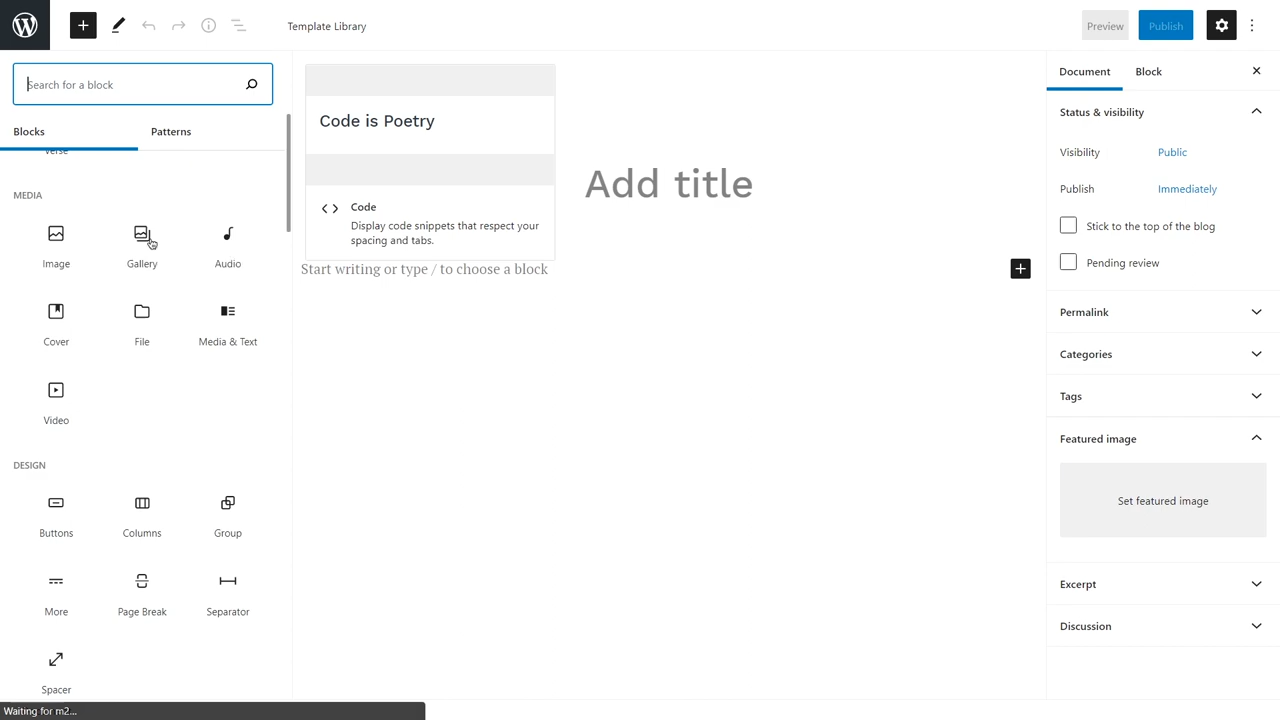 Template Library
Preview
Publish
Search for a block
Blocks
Patterns
Verse
MEDIA
Image
Gallery
Audio
Cover
File
Media & Text
Video
DESIGN
Buttons
Columns
Group
More
Page Break
Separator
Spacer
Code is Poetry
Code
Display code snippets that respect your
spacing and tabs.
Add title
Start writing or type / to choose a block
Document
Block
Status & visibility
Visibility
Public
Publish
Immediately
Stick to the top of the blog
Pending review
Permalink
Categories
Tags
Featured image
Set featured image
Excerpt
Discussion
Waiting for m2...